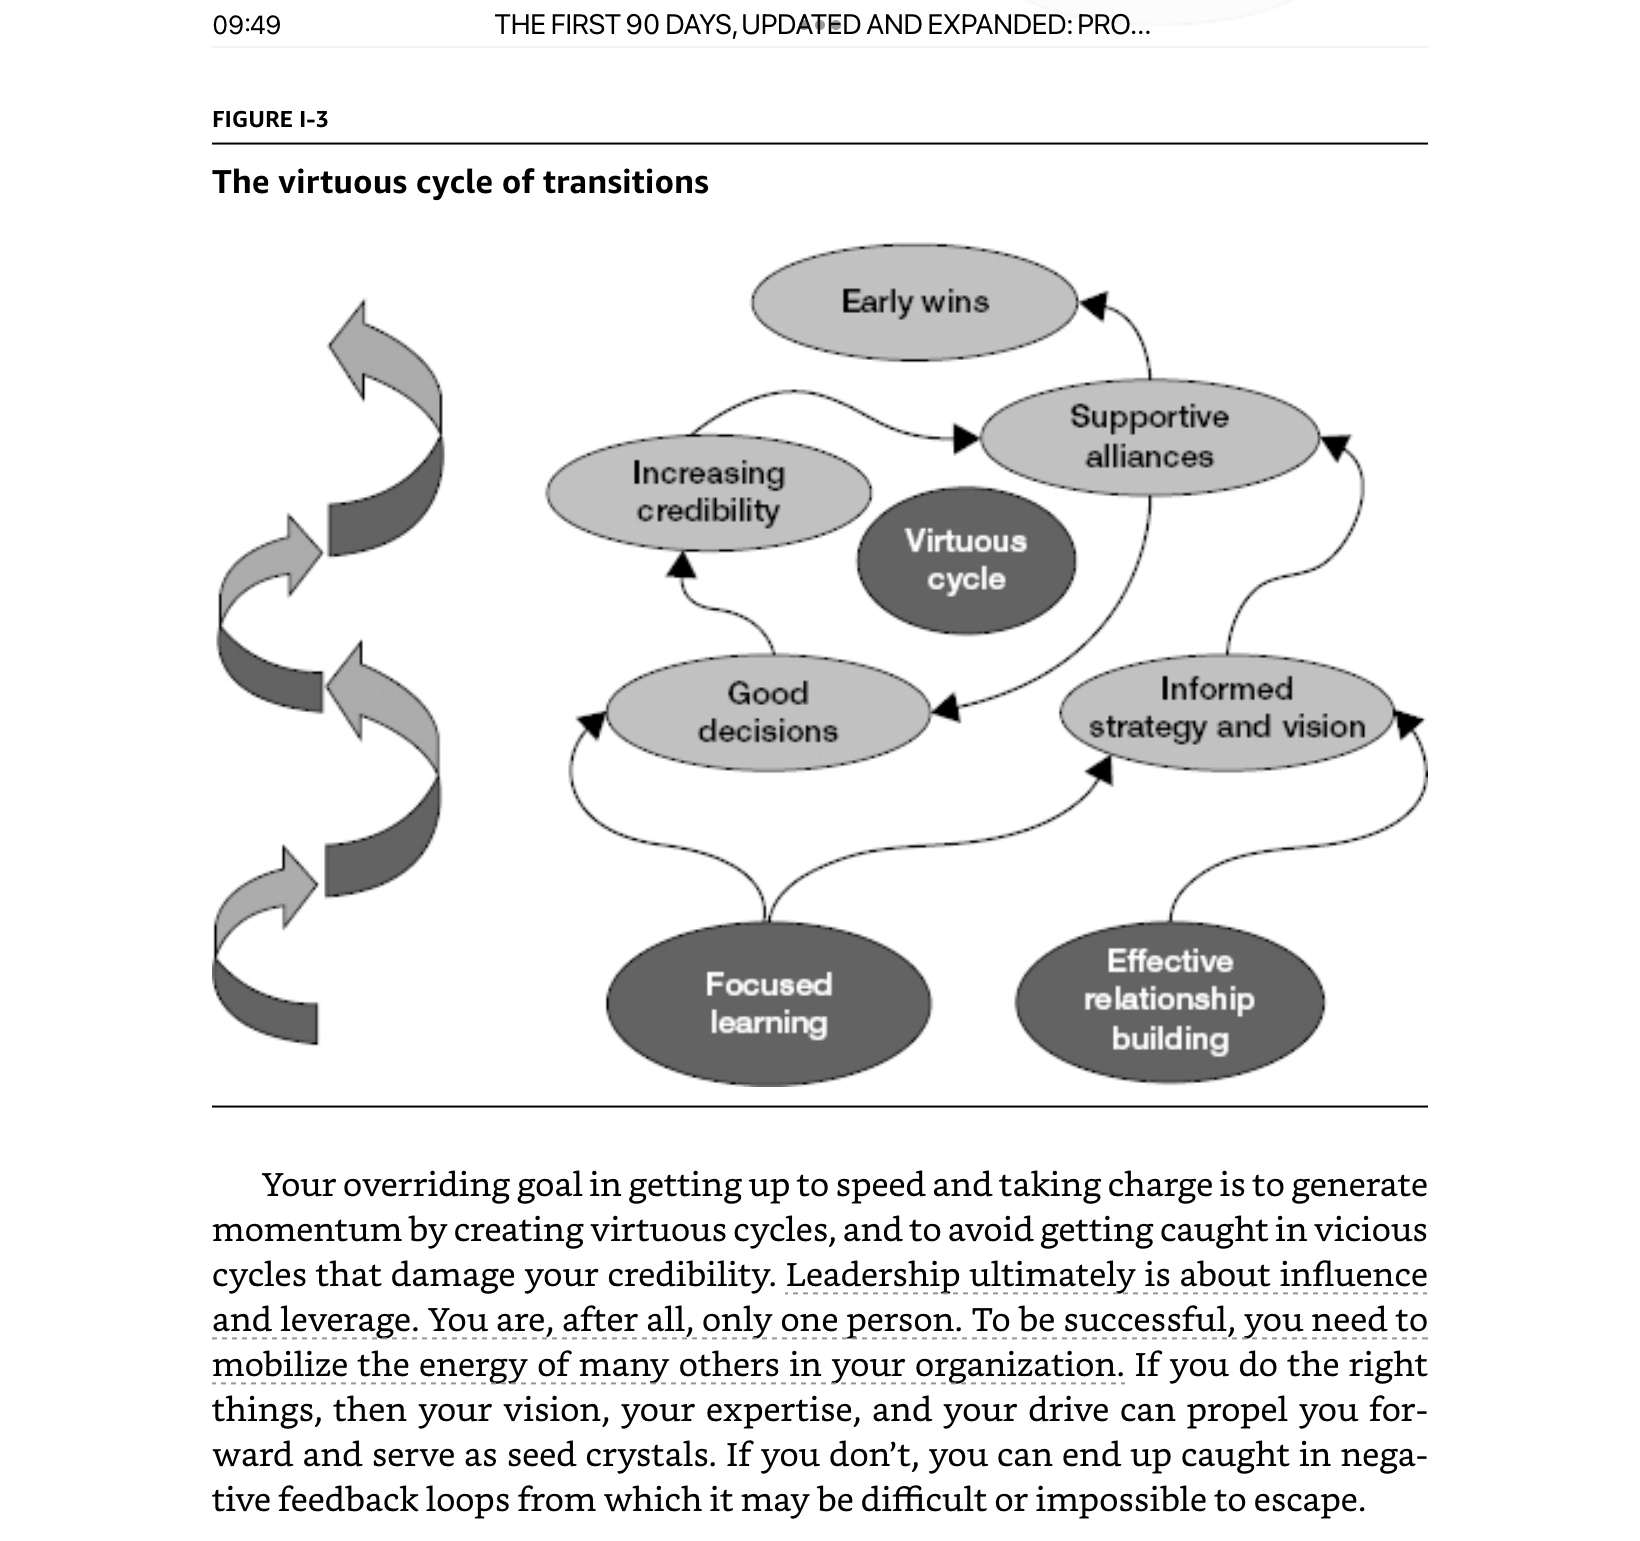 09:49
THE FIRST 90 DAYS, UPDATED AND EXPANDED: PRO...
FIGURE I-3
The virtuous cycle of transitions
Early wins
Supportive
alliances
Increasing
credibility
Virtuous
cycle
Good
decisions
Informed
strategy and vision
Focused
learning
Effective
relationship
building
Your overriding goal in getting up to speed and taking charge is to generate
momentum by creating virtuous cycles, and to avoid getting caught in vicious
cycles that damage your credibility. Leadership ultimately is about influence
and leverage. You are, after all, only one person. To be successful, you need to
mobilize the energy of many others in your organization. If you do the right
things, then your vision, your expertise, and your drive can propel you for-
ward and serve as seed crystals. If you don’t, you can end up caught in nega-
tive feedback loops from which it may be difficult or impossible to escape.